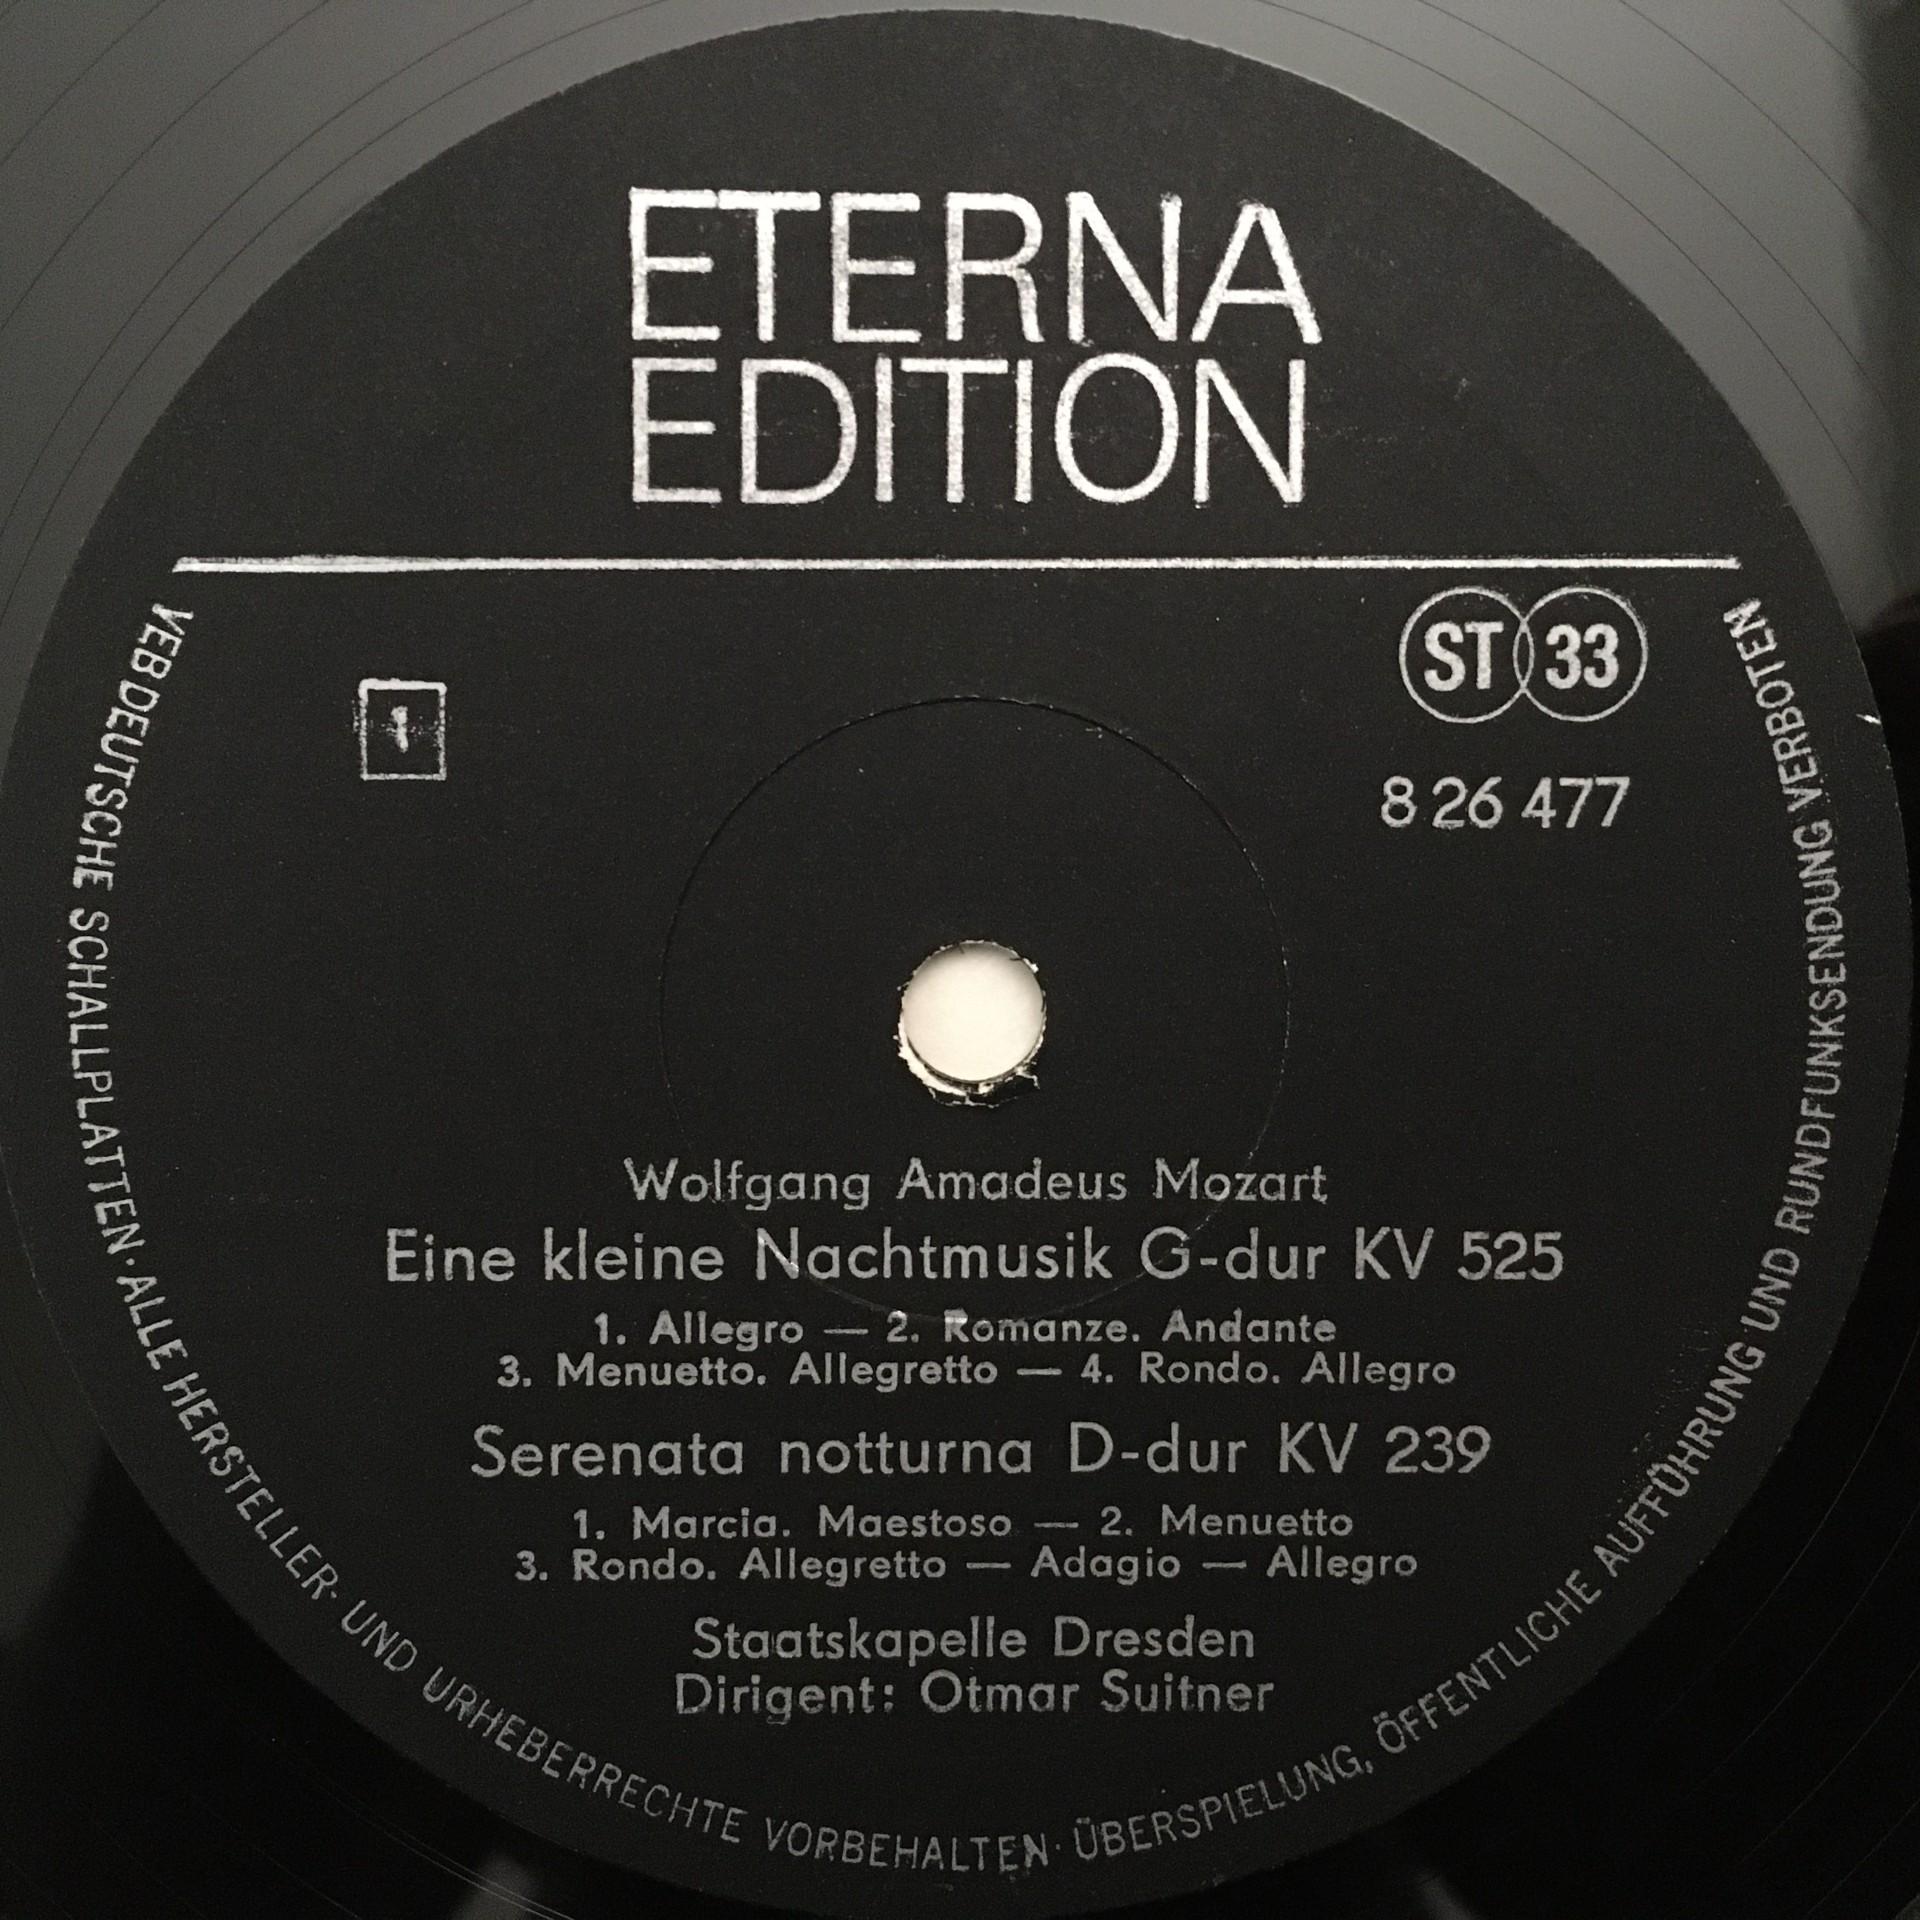 ETERNA
EDITION
ST 33
1
8 26 477
Wolfgang Amadeus Mozart
Eine kleine Nachtmusik G-dur KV 525
1. Allegro — 2. Romanze. Andante
3. Menuetto. Allegretto — 4. Rondo. Allegro
Serenata notturna D-dur KV 239
1. Marcia. Maestoso — 2. Menuetto
3. Rondo. Allegretto — Adagio — Allegro
Staatskapelle Dresden
Dirigent: Otmar Suitner
VEB DEUTSCHE SCHALLPLATTEN · ALLE HERSTELLER- UND URHEBERRECHTE VORBEHALTEN · ÜBERSPIELUNG, ÖFFENTLICHE AUFFÜHRUNG UND RUNDFUNKSENDUNG VERBOTEN